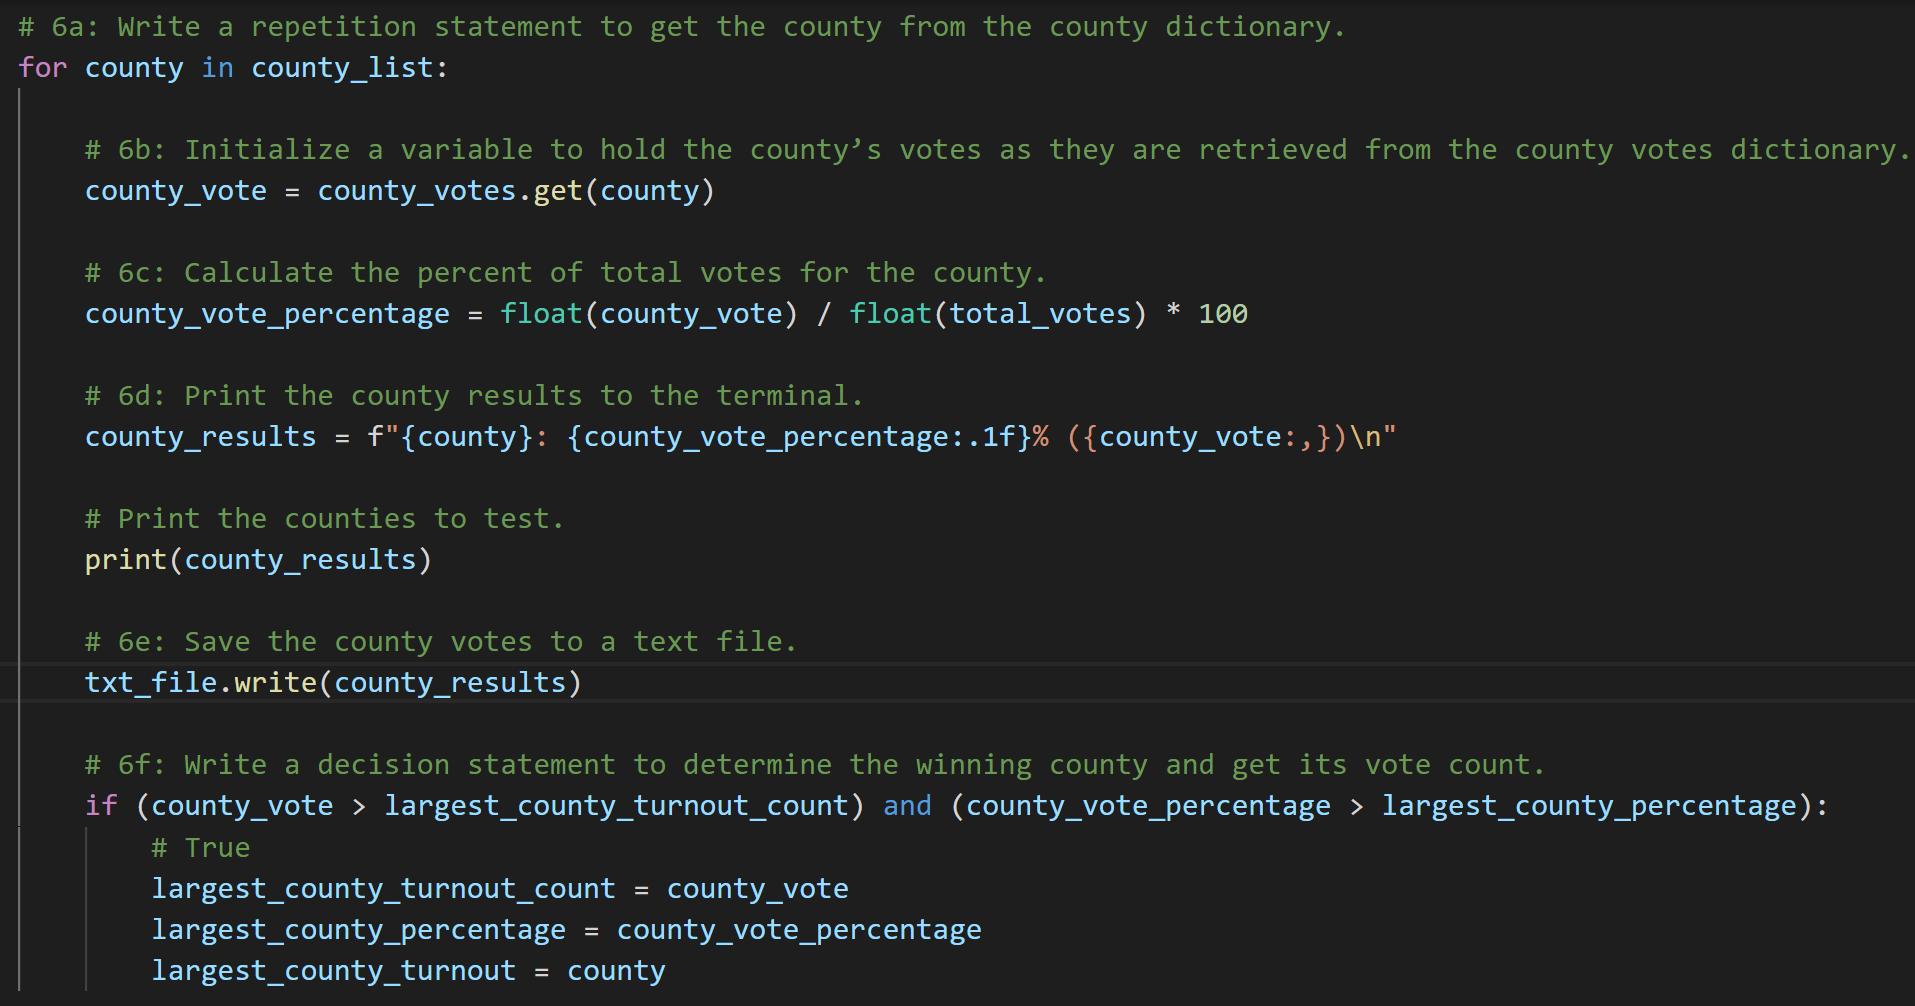 # 6a: Write a repetition statement to get the county from the county dictionary.
for county in county_list:
# 6b: Initialize a variable to hold the county’s votes as they are retrieved from the county votes dictionary.
county_vote = county_votes.get(county)
# 6c: Calculate the percent of total votes for the county.
county_vote_percentage = float(county_vote) / float(total_votes) * 100
# 6d: Print the county results to the terminal.
county_results = f"{county}: {county_vote_percentage:.1f}% ({county_vote:,})\n"
# Print the counties to test.
print(county_results)
# 6e: Save the county votes to a text file.
txt_file.write(county_results)
# 6f: Write a decision statement to determine the winning county and get its vote count.
if (county_vote > largest_county_turnout_count) and (county_vote_percentage > largest_county_percentage):
# True
largest_county_turnout_count = county_vote
largest_county_percentage = county_vote_percentage
largest_county_turnout = county